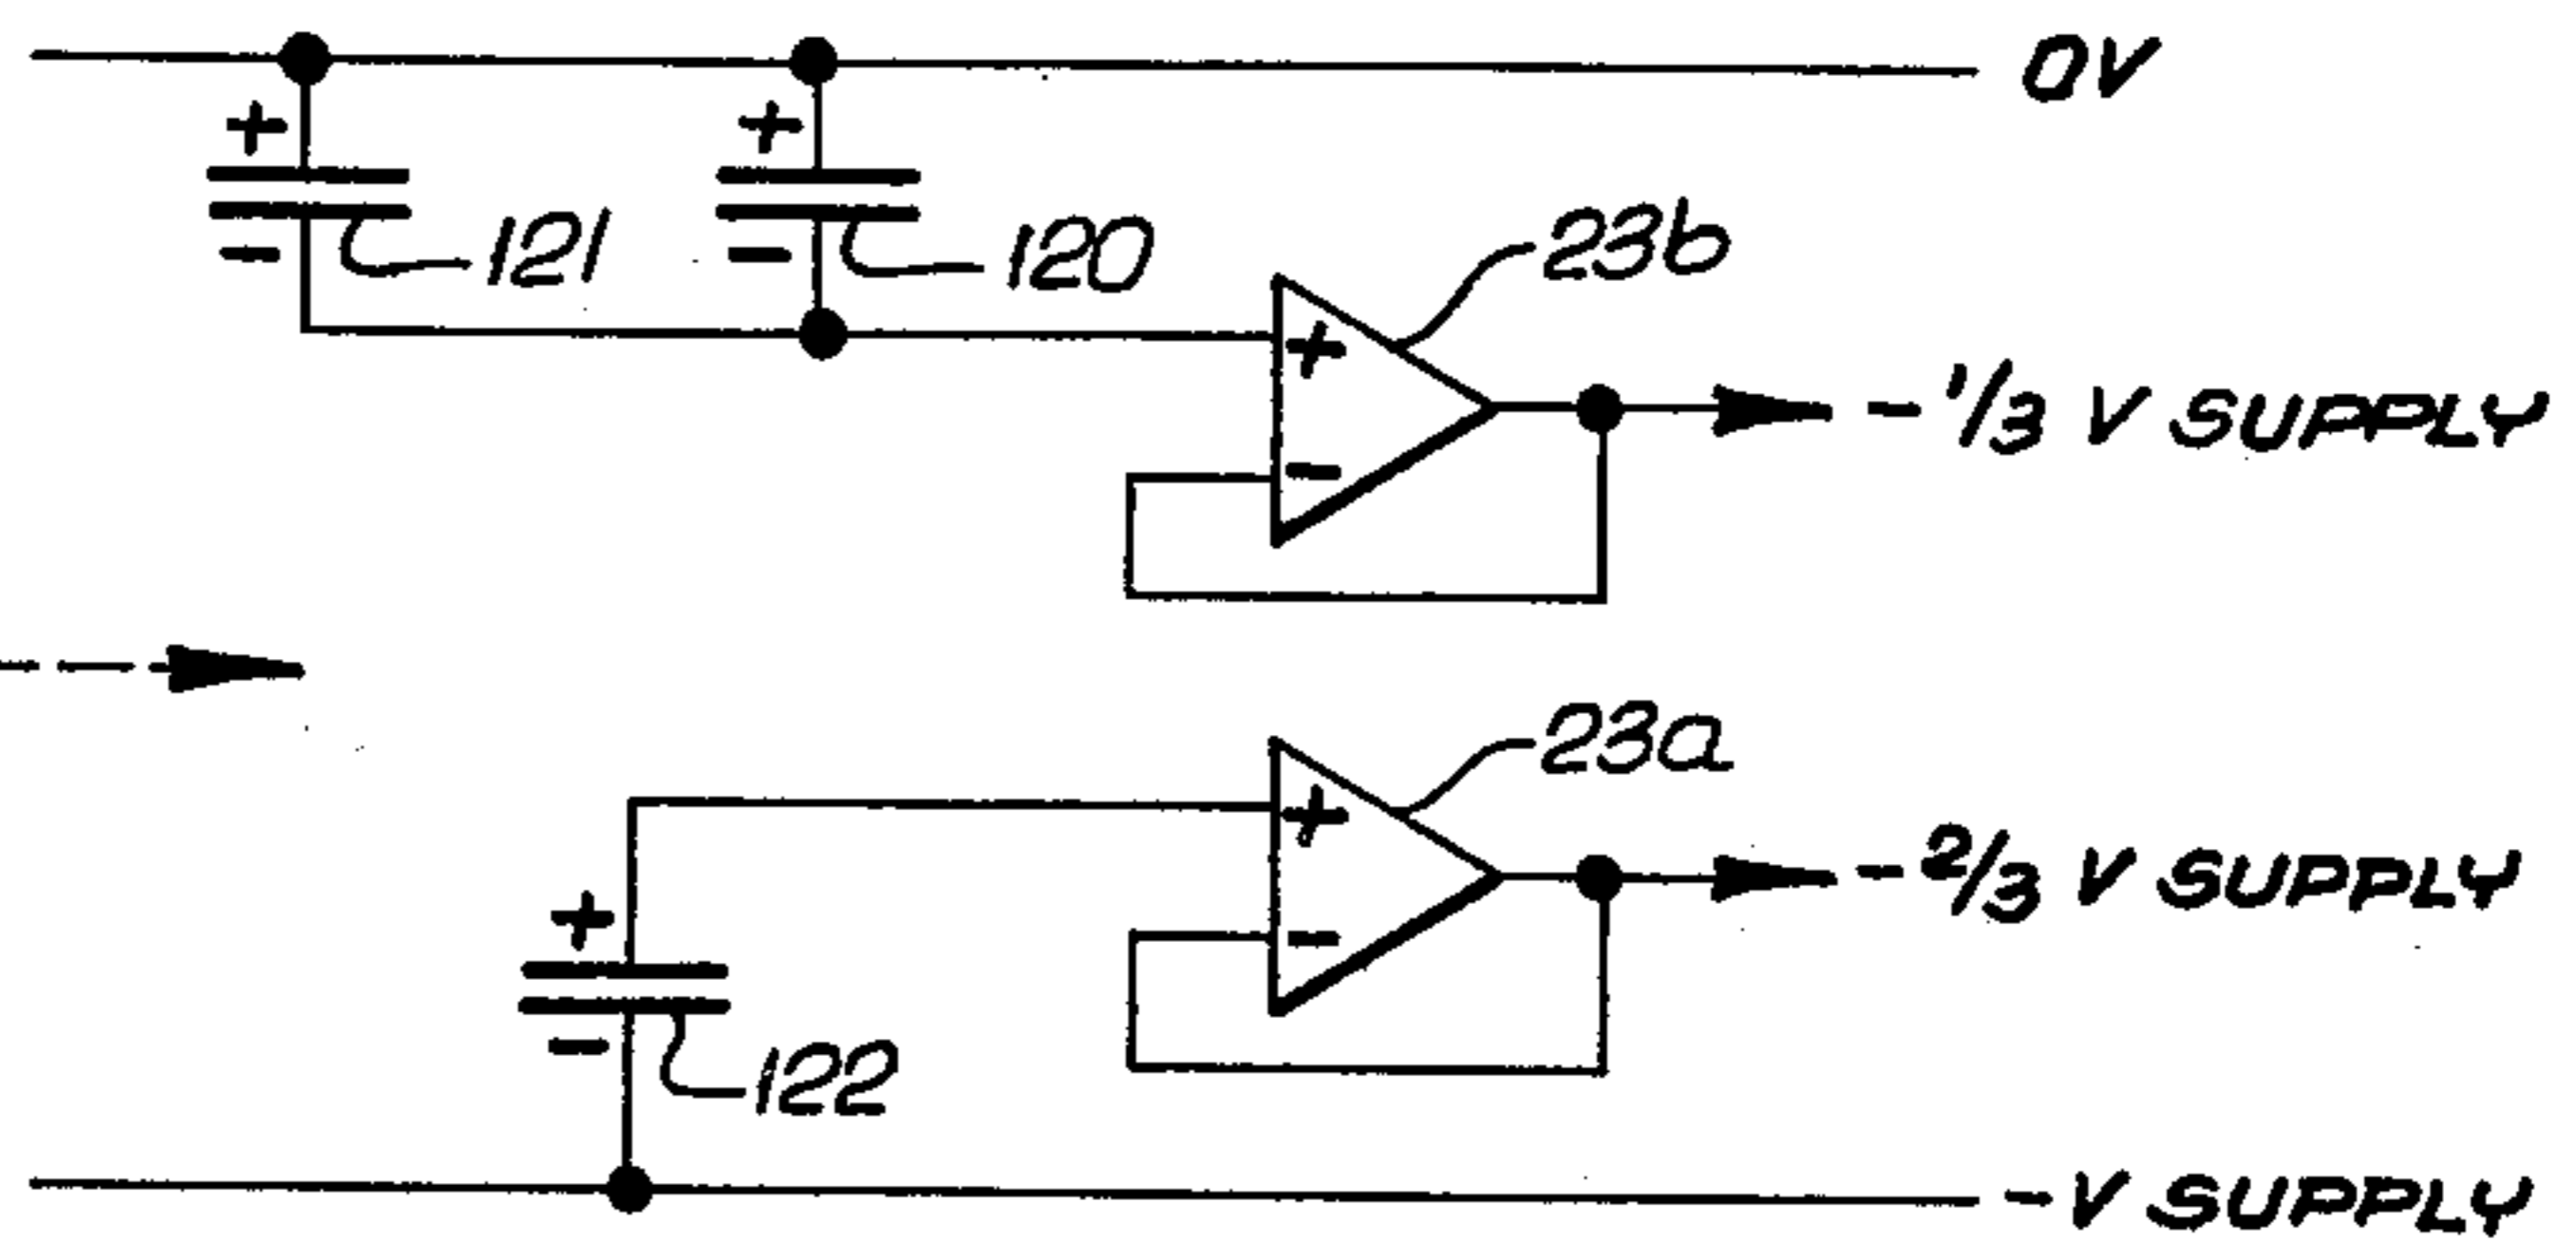 0V
+ +
- 121 - 120
23b
+
- 1/3 V SUPPLY
-
23a
+
- 2/3 V SUPPLY
+
-
- 122
- V SUPPLY